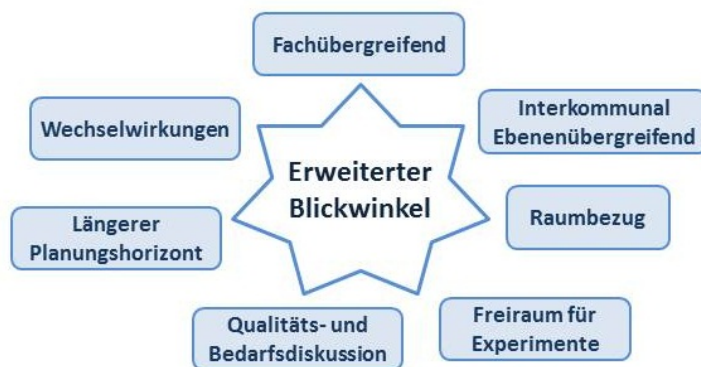 Fachübergreifend
Wechselwirkungen
Interkommunal
Ebenenübergreifend
Erweiterter
Blickwinkel
Längerer
Planungshorizont
Raumbezug
Qualitäts- und
Bedarfsdiskussion
Freiraum für
Experimente